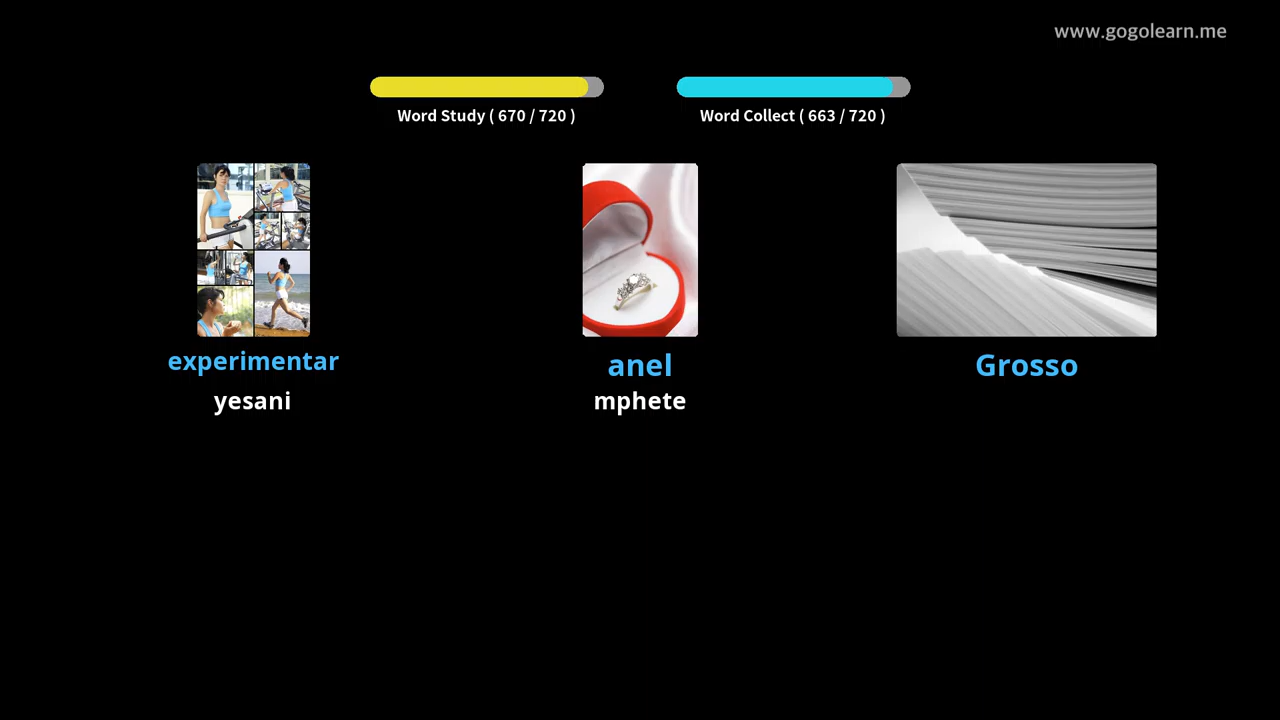 www.gogolearn.me
Word Study ( 670 / 720 )
Word Collect ( 663 / 720 )
experimentar
yesani
anel
mphete
Grosso